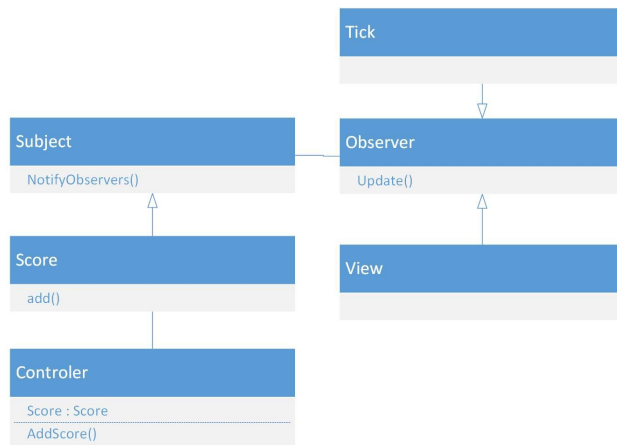 Tick
Subject
NotifyObservers()
Observer
Update()
Score
add()
View
Controler
Score : Score
AddScore()